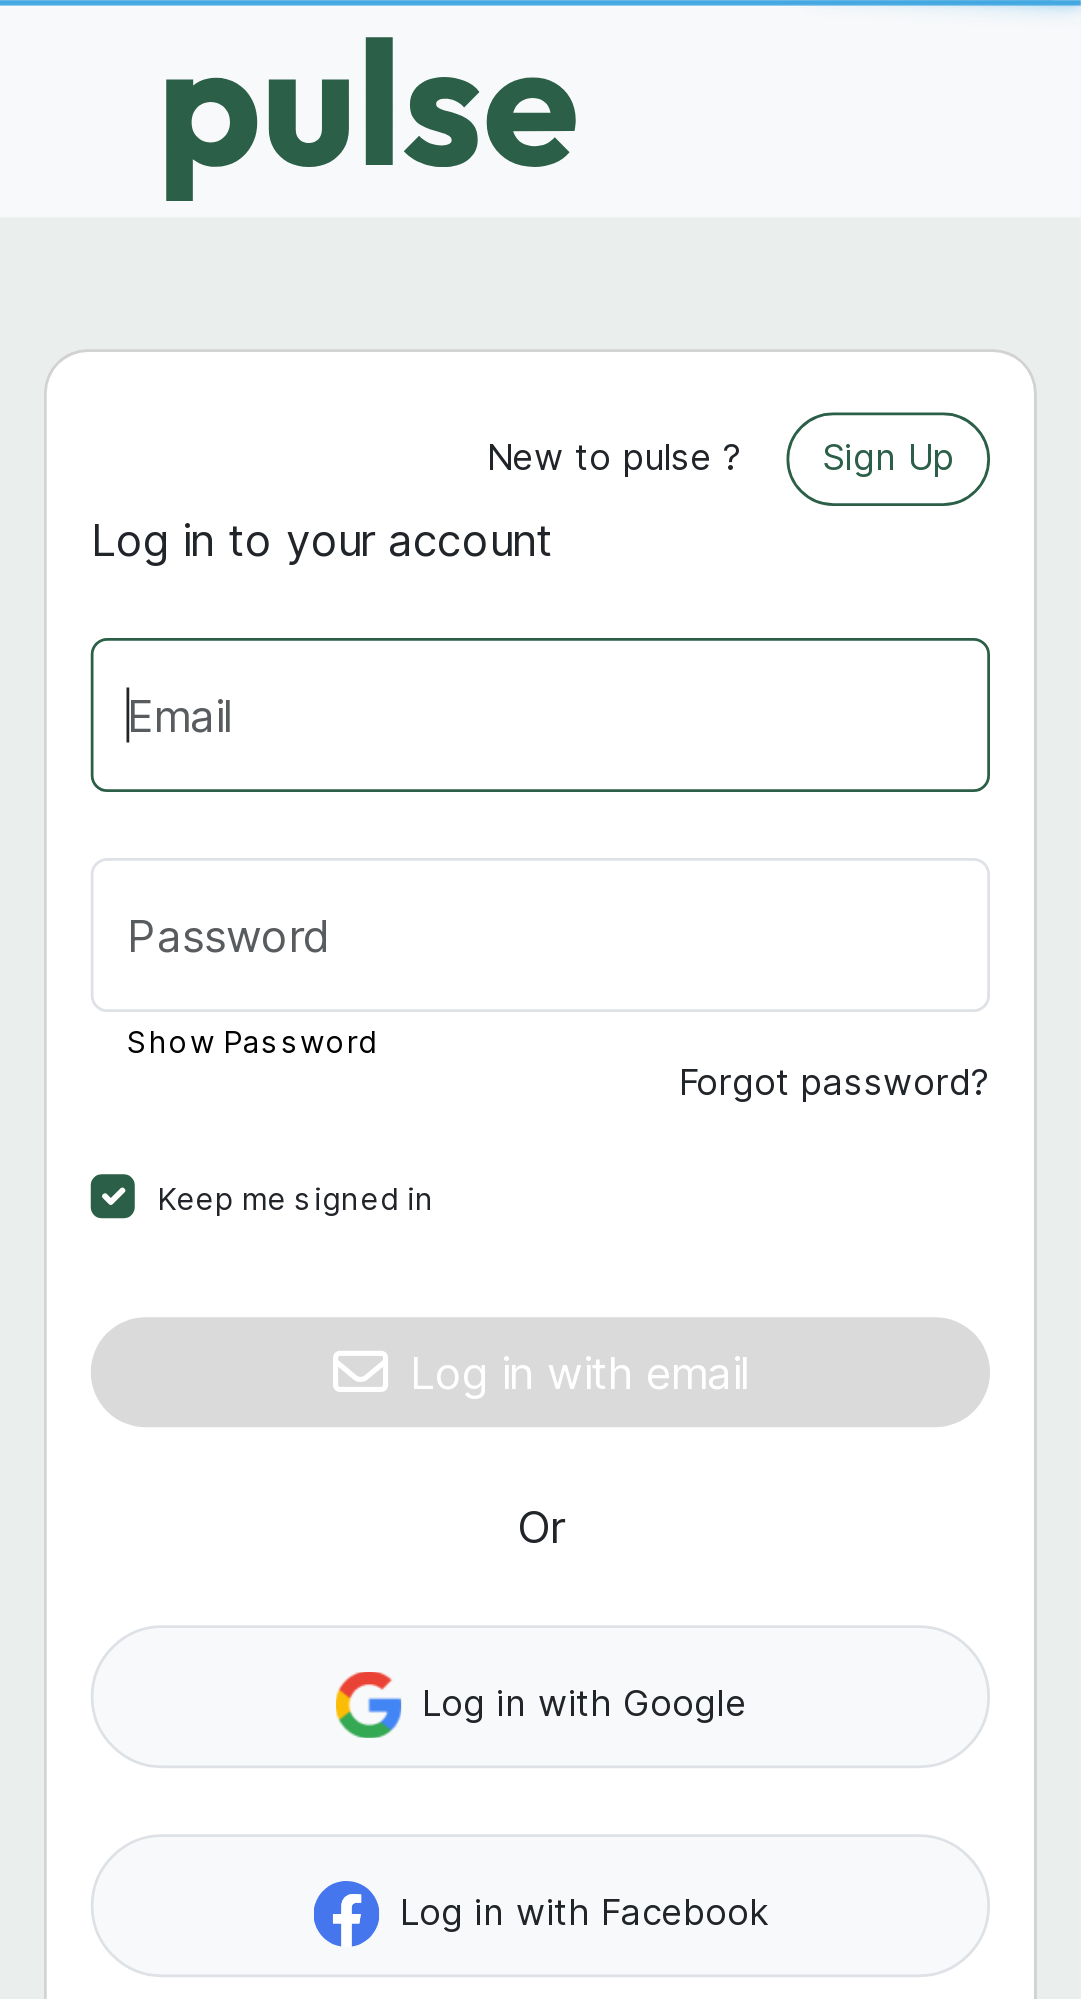 pulse
New to pulse ?
Sign Up
Log in to your account
Email
Password
Show Password
Forgot password?
Keep me signed in
Log in with email
Or
Log in with Google
Log in with Facebook